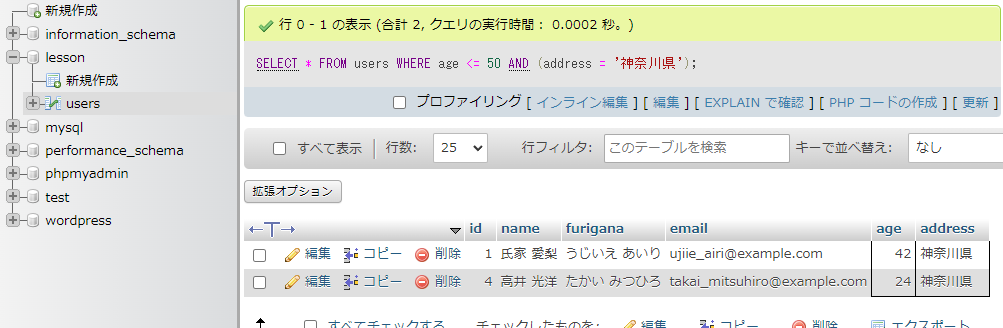 新規作成
information_schema
lesson
新規作成
users
mysql
performance_schema
phpmyadmin
test
wordpress
行 0 - 1 の表示 (合計 2, クエリの実行時間： 0.0002 秒。)
SELECT * FROM users WHERE age <= 50 AND (address = '神奈川県');
プロファイリング [ インライン編集 ] [ 編集 ] [ EXPLAIN で確認 ] [ PHP コードの作成 ] [ 更新 ]
すべて表示 行数: 25 行フィルタ: このテーブルを検索 キーで並べ替え: なし
拡張オプション
←T→ id name furigana email age address
編集 コピー 削除 1 氏家 愛梨 うじいえ あいり ujiie_airi@example.com 42 神奈川県
編集 コピー 削除 4 高井 光洋 たかい みつひろ takai_mitsuhiro@example.com 24 神奈川県
すべてチェックする チェックしたものを: 編集 コピー 削除 エクスポート